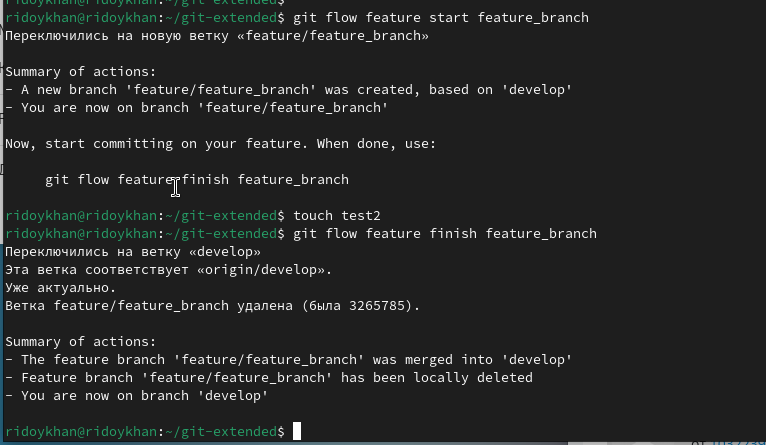 ridoykhan@ridoykhan:~/git-extended$
ridoykhan@ridoykhan:~/git-extended$ git flow feature start feature_branch
Переключились на новую ветку «feature/feature_branch»
Summary of actions:
- A new branch 'feature/feature_branch' was created, based on 'develop'
- You are now on branch 'feature/feature_branch'
Now, start committing on your feature. When done, use:
git flow feature finish feature_branch
ridoykhan@ridoykhan:~/git-extended$ touch test2
ridoykhan@ridoykhan:~/git-extended$ git flow feature finish feature_branch
Переключились на ветку «develop»
Эта ветка соответствует «origin/develop».
Уже актуально.
Ветка feature/feature_branch удалена (была 3265785).
Summary of actions:
- The feature branch 'feature/feature_branch' was merged into 'develop'
- Feature branch 'feature/feature_branch' has been locally deleted
- You are now on branch 'develop'
ridoykhan@ridoykhan:~/git-extended$